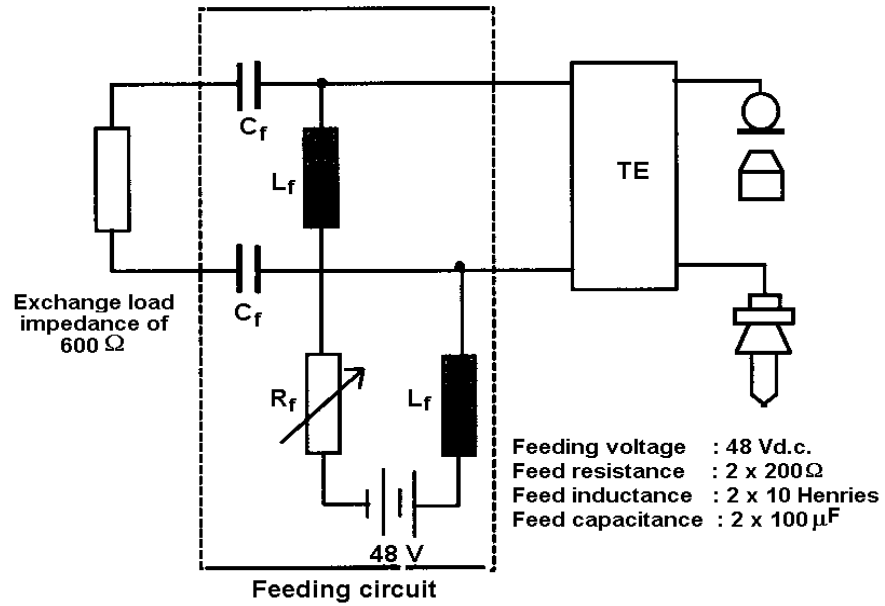 Cf
Lf
TE
Cf
Exchange load
impedance of
600 Ω
Rf
Lf
48 V
Feeding voltage : 48 Vd.c.
Feed resistance : 2 x 200Ω
Feed inductance : 2 x 10 Henries
Feed capacitance : 2 x 100 µF
Feeding circuit